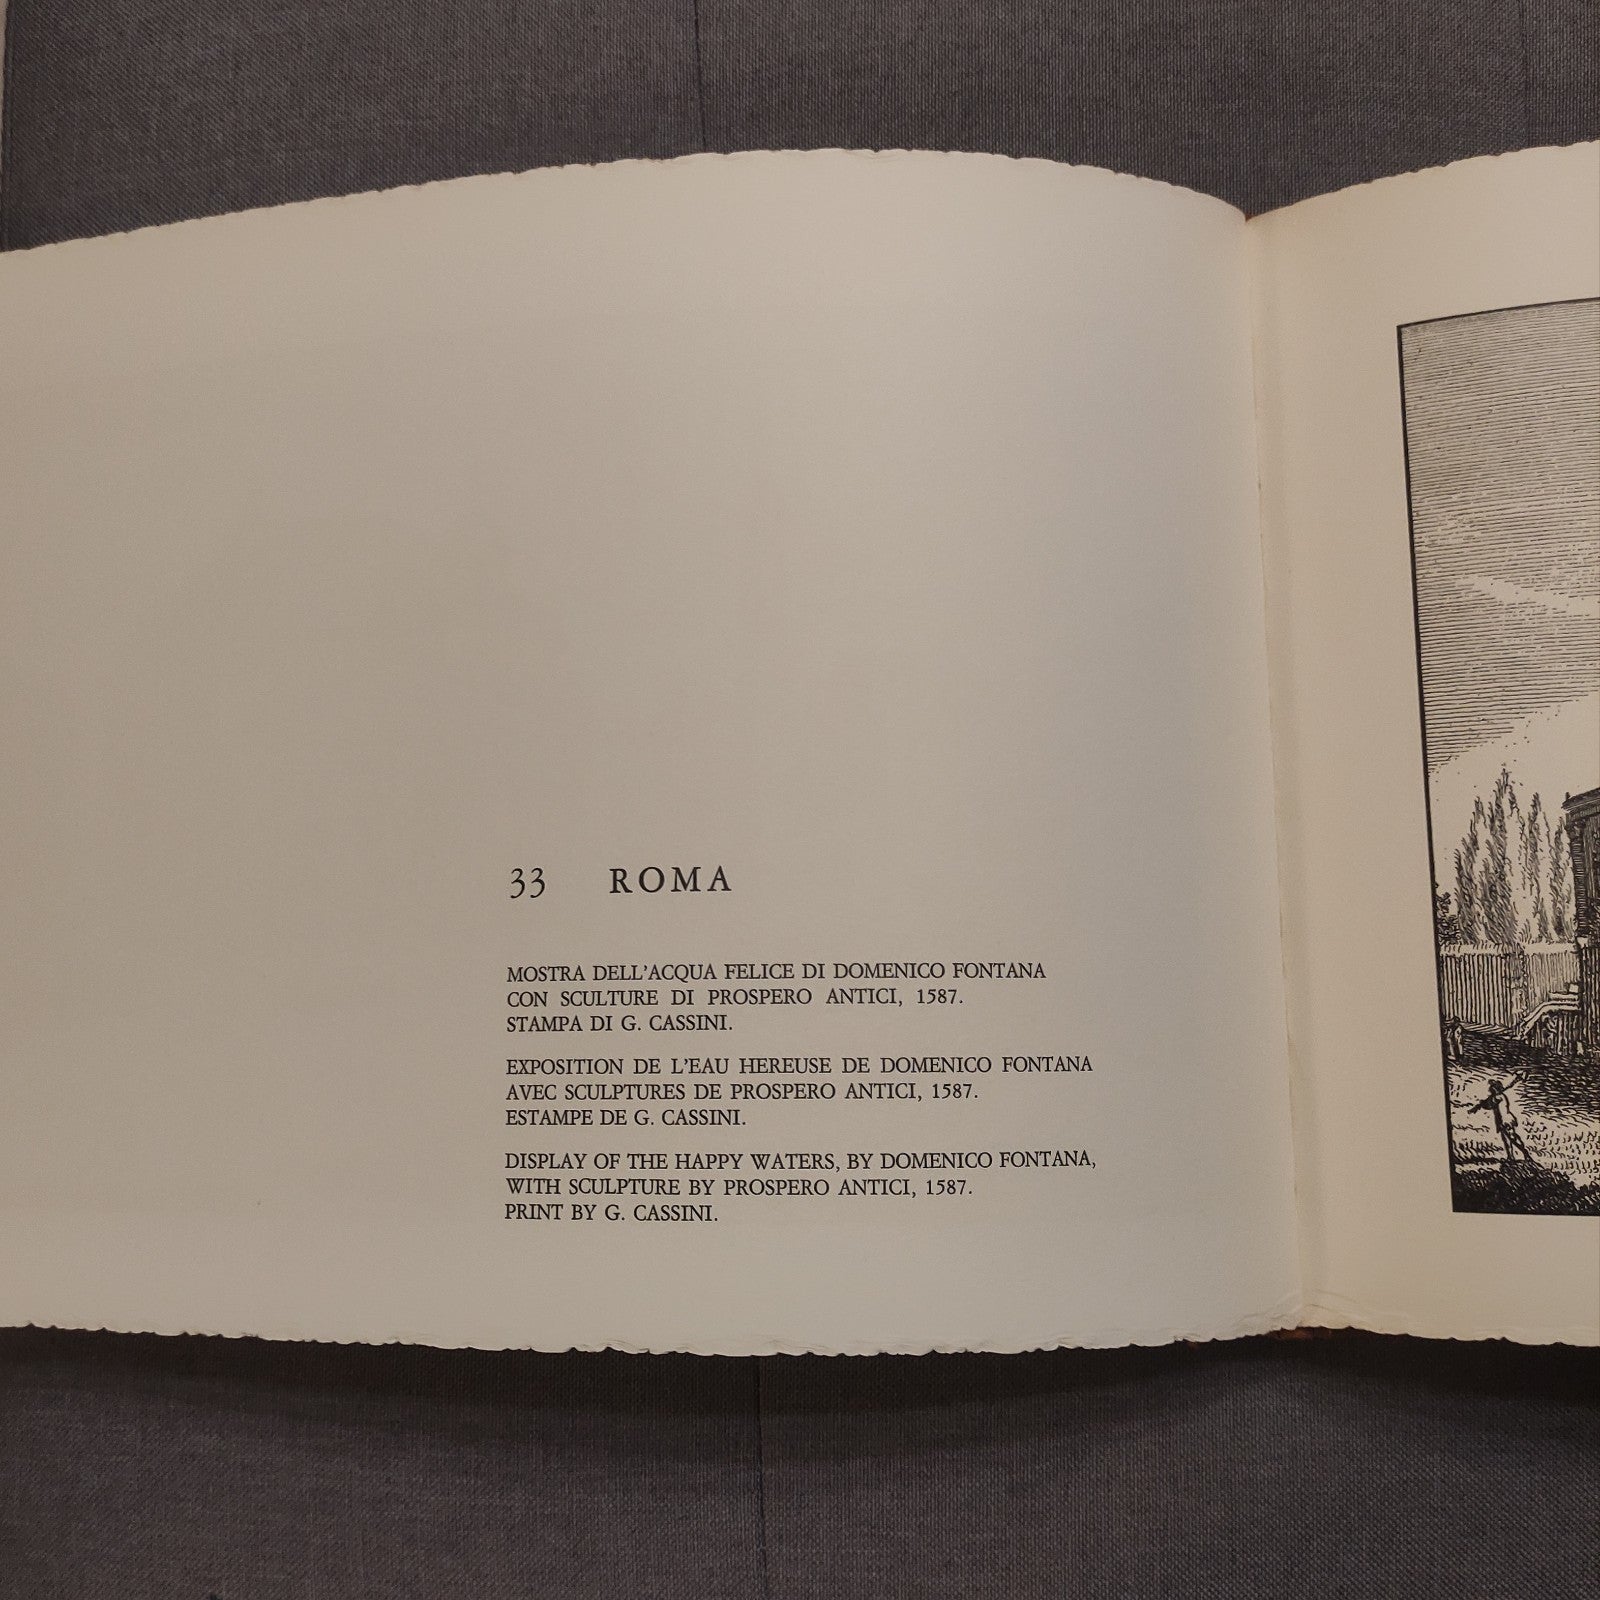 33 ROMA
MOSTRA DELL'ACQUA FELICE DI DOMENICO FONTANA
CON SCULTURE DI PROSPERO ANTICI, 1587.
STAMPA DI G. CASSINI.
EXPOSITION DE L'EAU HEREUSE DE DOMENICO FONTANA
AVEC SCULPTURES DE PROSPERO ANTICI, 1587.
ESTAMPE DE G. CASSINI.
DISPLAY OF THE HAPPY WATERS, BY DOMENICO FONTANA,
WITH SCULPTURE BY PROSPERO ANTICI, 1587.
PRINT BY G. CASSINI.